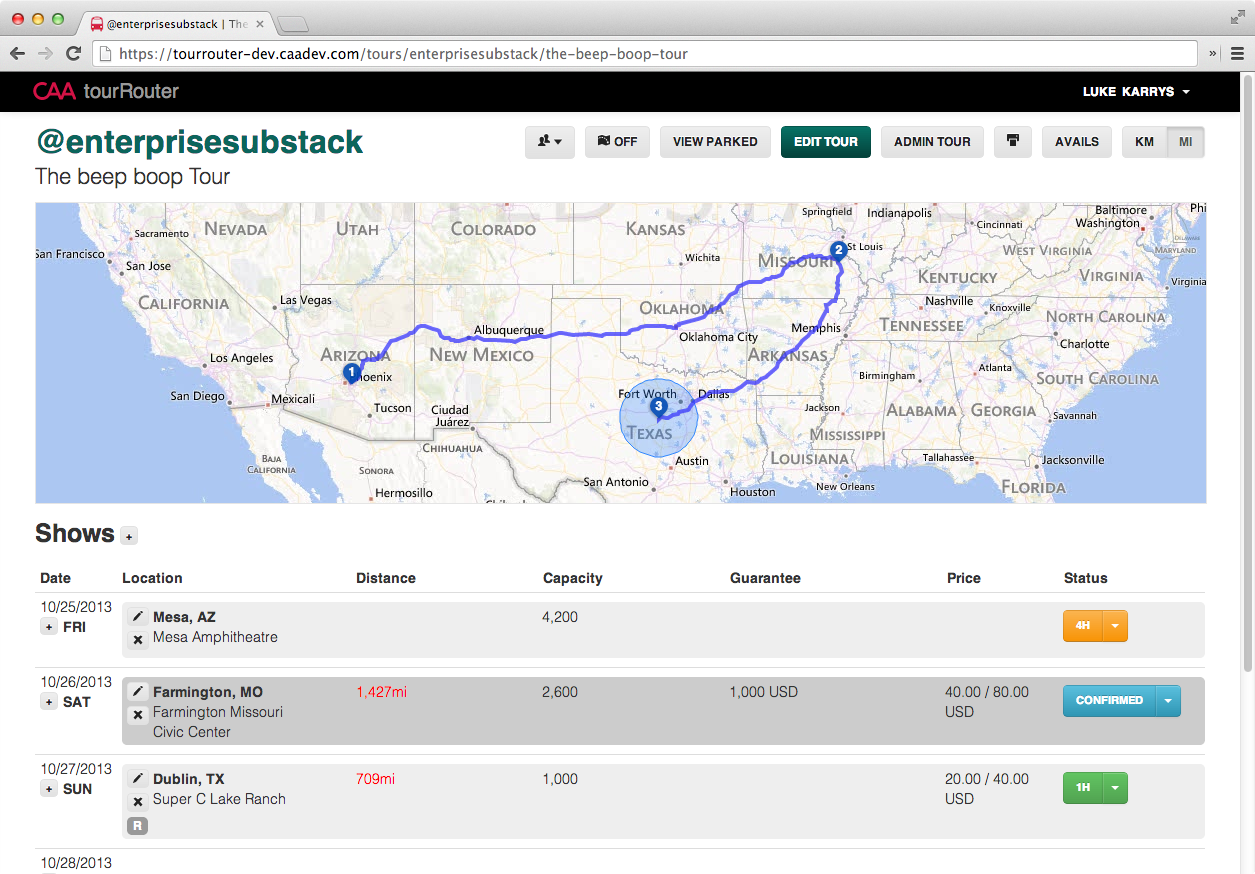 @enterprisesubstack | The
https://tourrouter-dev.caadev.com/tours/enterprisesubstack/the-beep-boop-tour
»
CAA tourRouter
LUKE KARRYS
@enterprisesubstack
The beep boop Tour
OFF
VIEW PARKED
EDIT TOUR
ADMIN TOUR
AVAILS
KM
MI
UNITED STATES
Sacramento
NEVADA
UTAH
COLORADO
KANSAS
Springfield
Indianapolis
Cincinnati
Baltimore
Washington
Phi
DELAWARE
MARYLAND
San Francisco
San Jose
Wichita
MISSOURI
2
St Louis
WEST VIRGINIA
KENTUCKY
VIRGINIA
Virginia
CALIFORNIA
Las Vegas
OKLAHOMA
Nashville
Knoxville
NORTH CAROLINA
Albuquerque
Oklahoma City
Memphis
TENNESSEE
Los Angeles
ARIZONA
NEW MEXICO
ARKANSAS
Charlotte
1
Phoenix
Birmingham
Atlanta
SOUTH CAROLINA
San Diego
Mexicali
Tucson
Ciudad
Juárez
Fort Worth
Dallas
3
TEXAS
Jackson
ALABAMA
GEORGIA
Savannah
MISSISSIPPI
BAJA
CALIFORNIA
SONORA
CHIHUAHUA
Austin
LOUISIANA
Tallahassee
Jacksonville
Hermosillo
Chihuahua
San Antonio
Houston
New Orleans
FLORIDA
Shows +
Date Location Distance Capacity Guarantee Price Status
10/25/2013
+ FRI
Mesa, AZ
Mesa Amphitheatre
4,200
4H
10/26/2013
+ SAT
Farmington, MO
Farmington Missouri
Civic Center
1,427mi
2,600
1,000 USD
40.00 / 80.00
USD
CONFIRMED
10/27/2013
+ SUN
Dublin, TX
Super C Lake Ranch
R
709mi
1,000
20.00 / 40.00
USD
1H
10/28/2013